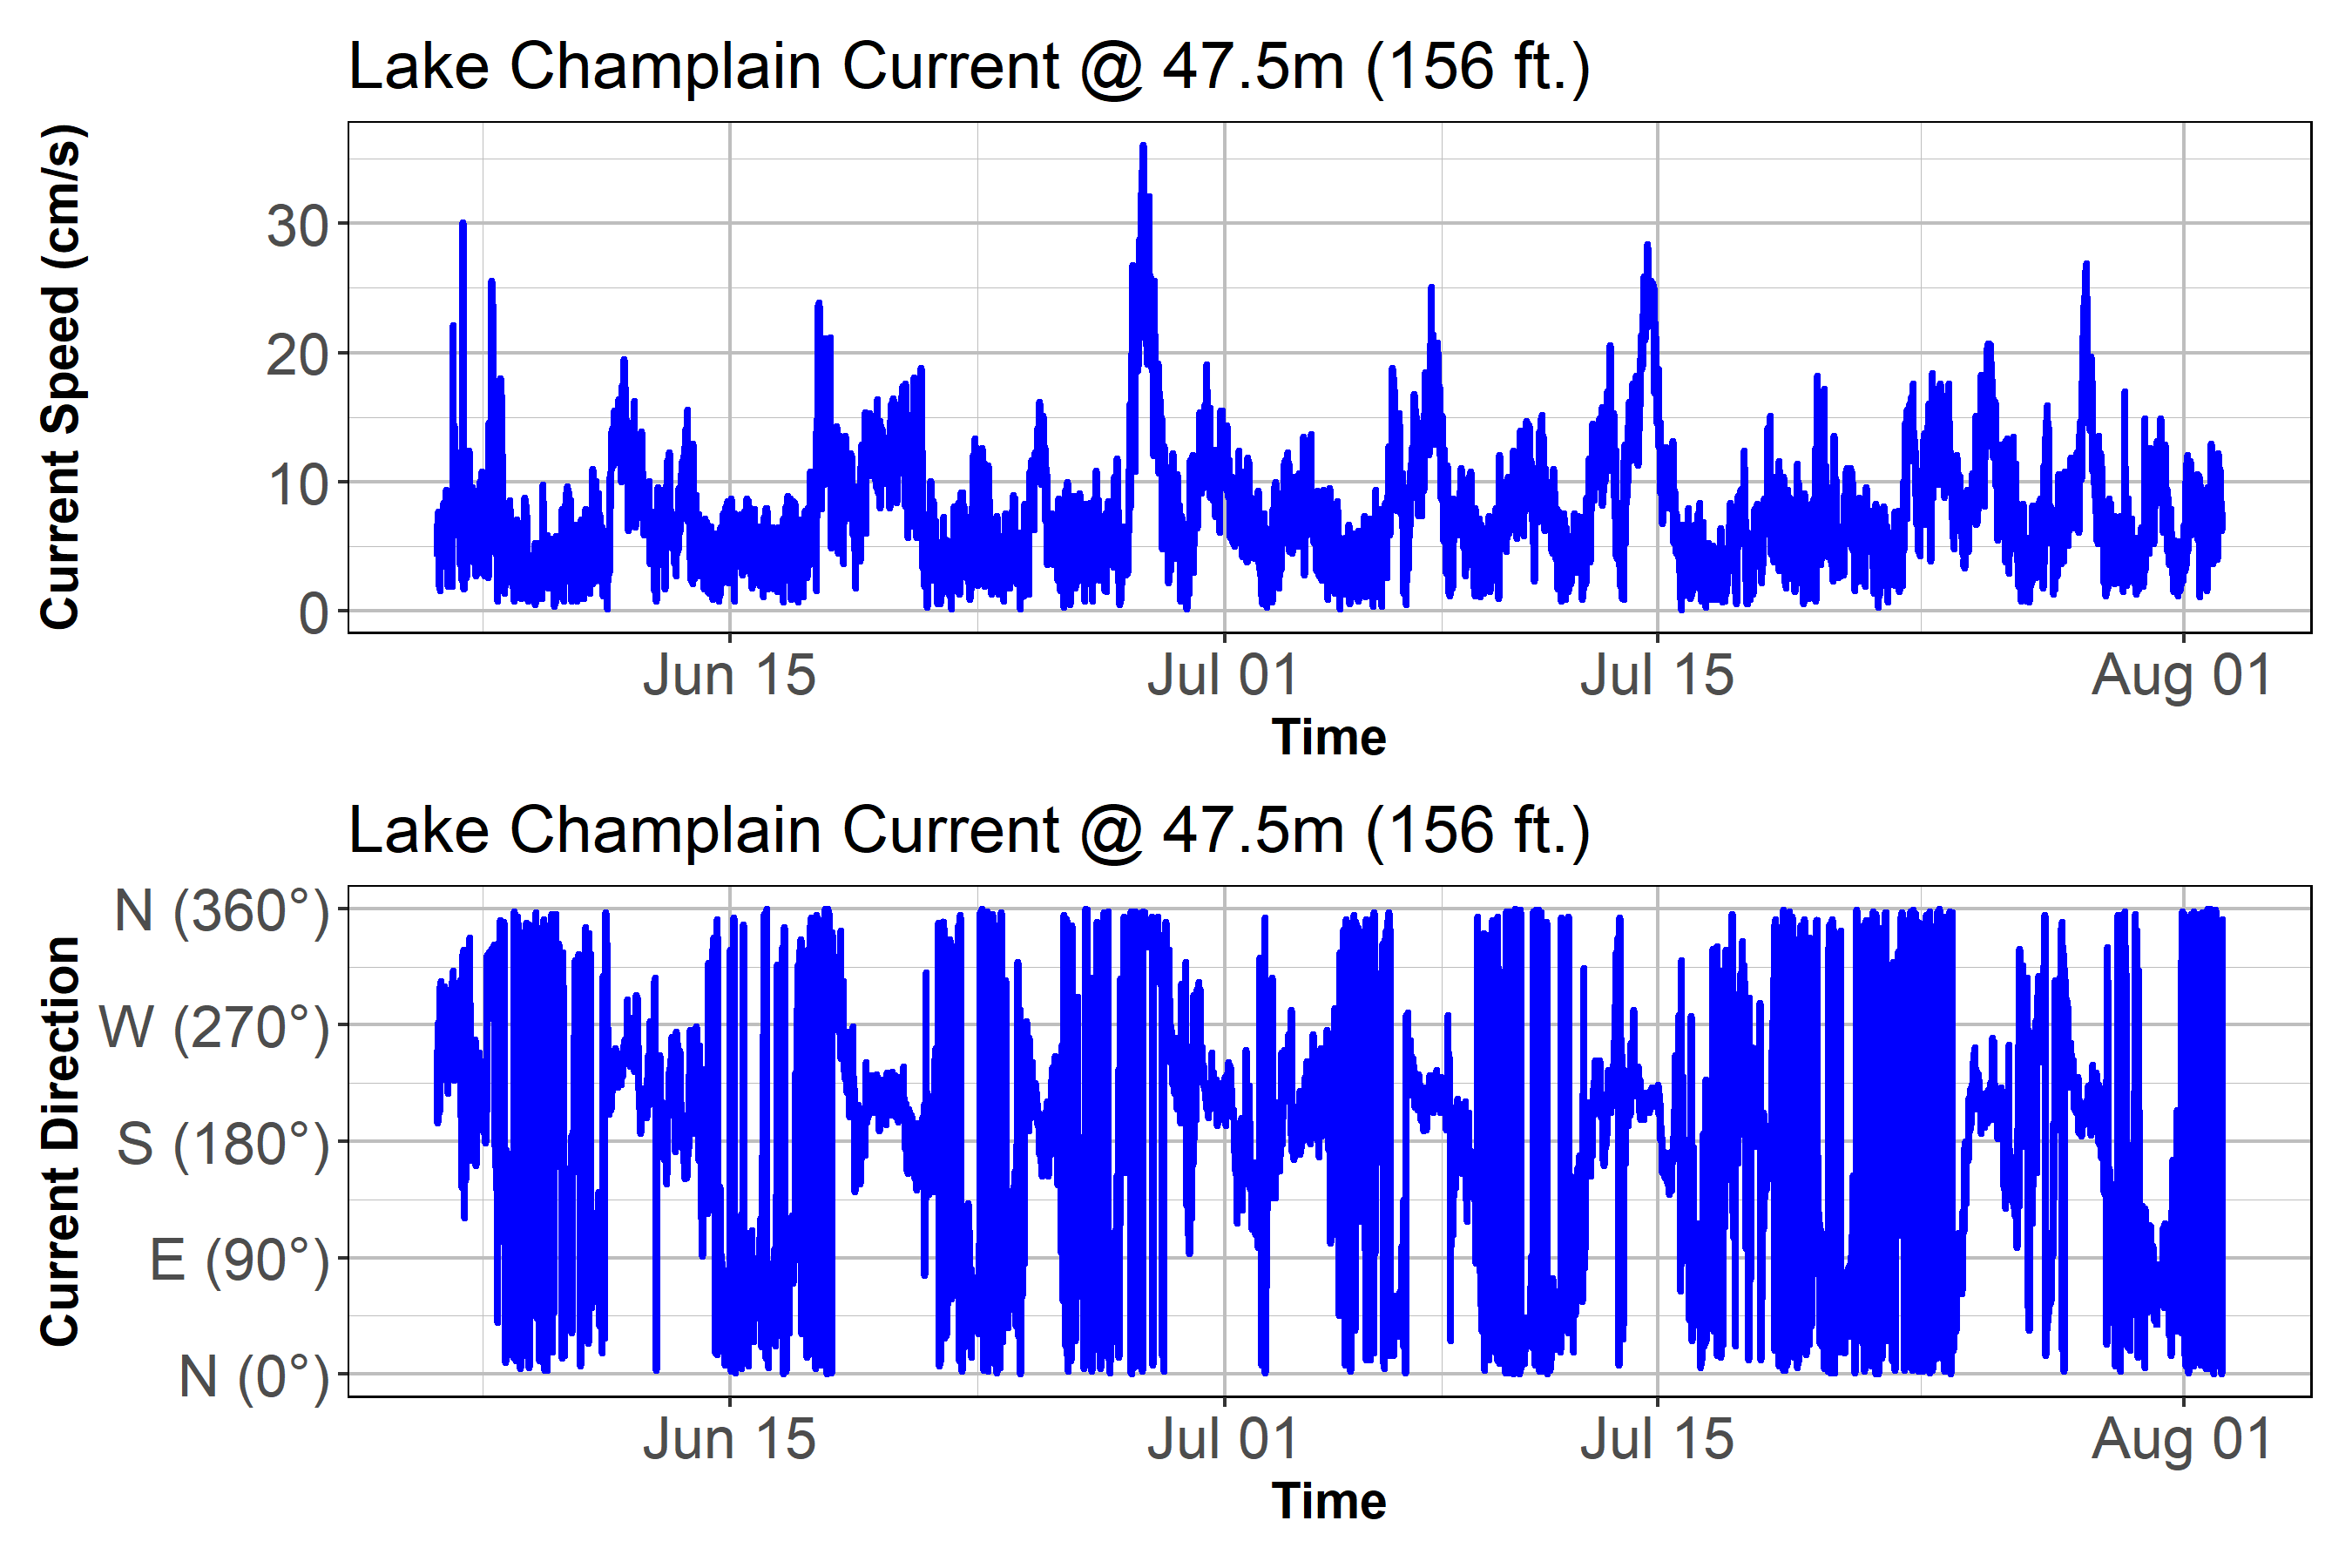 Lake Champlain Current @ 47.5m (156 ft.)
Current Speed (cm/s)
30
20
10
0
Jun 15 Jul 01 Jul 15 Aug 01
Time
Lake Champlain Current @ 47.5m (156 ft.)
Current Direction
N (360°)
W (270°)
S (180°)
E (90°)
N (0°)
Jun 15 Jul 01 Jul 15 Aug 01
Time